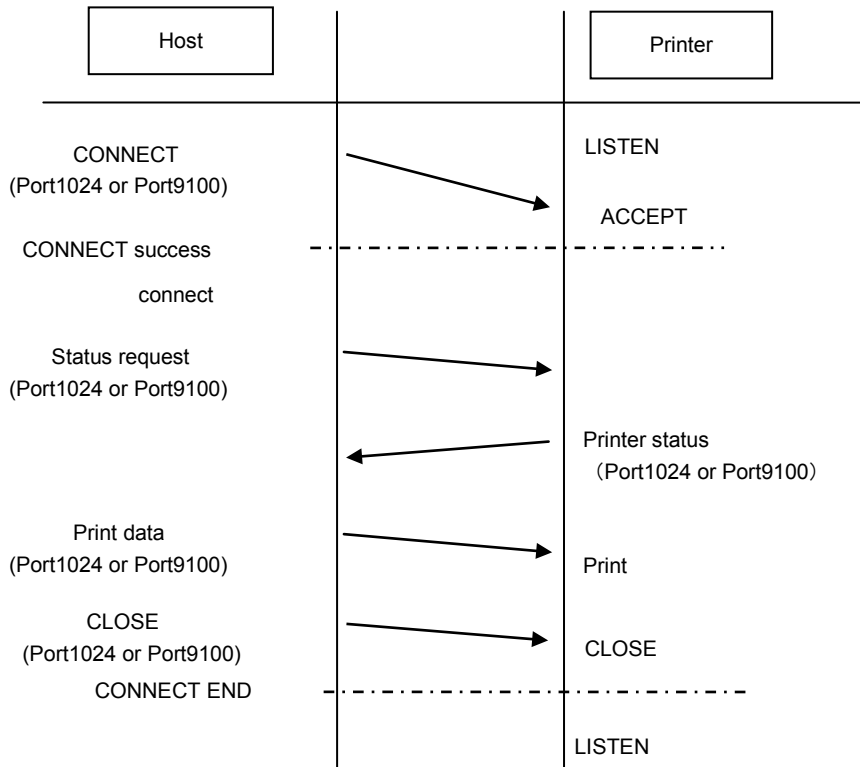 Host
Printer
CONNECT
(Port1024 or Port9100)
LISTEN
ACCEPT
CONNECT success
connect
Status request
(Port1024 or Port9100)
Printer status
（Port1024 or Port9100）
Print data
(Port1024 or Port9100)
Print
CLOSE
(Port1024 or Port9100)
CLOSE
CONNECT END
LISTEN